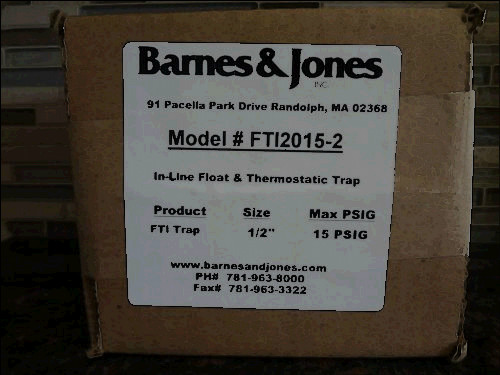 Barnes & Jones
INC.
91 Pacella Park Drive Randolph, MA 02368
Model # FTI2015-2
In-Line Float & Thermostatic Trap
Product Size Max PSIG
FTI Trap 1/2" 15 PSIG
www.barnesandjones.com
PH# 781-963-8000
Fax# 781-963-3322